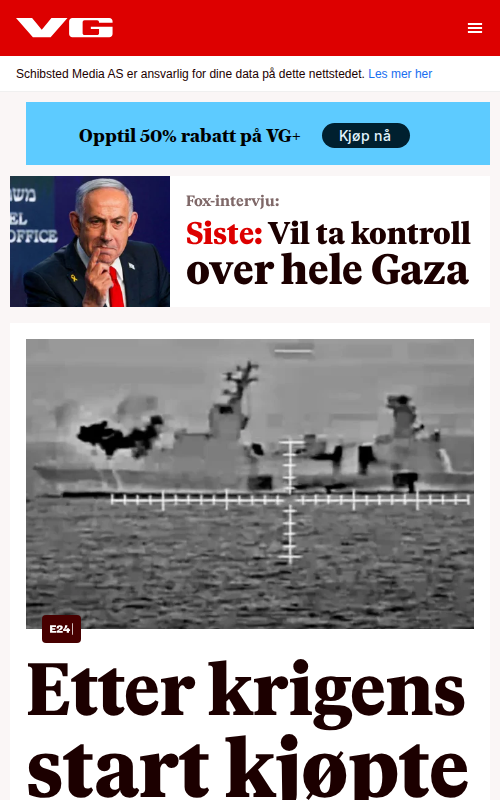 VG
Schibsted Media AS er ansvarlig for dine data på dette nettstedet. Les mer her
Opptil 50% rabatt på VG+
Kjøp nå
Fox-intervju:
Siste: Vil ta kontroll
over hele Gaza
OFFICE
E24
Etter krigens
start kjøpte